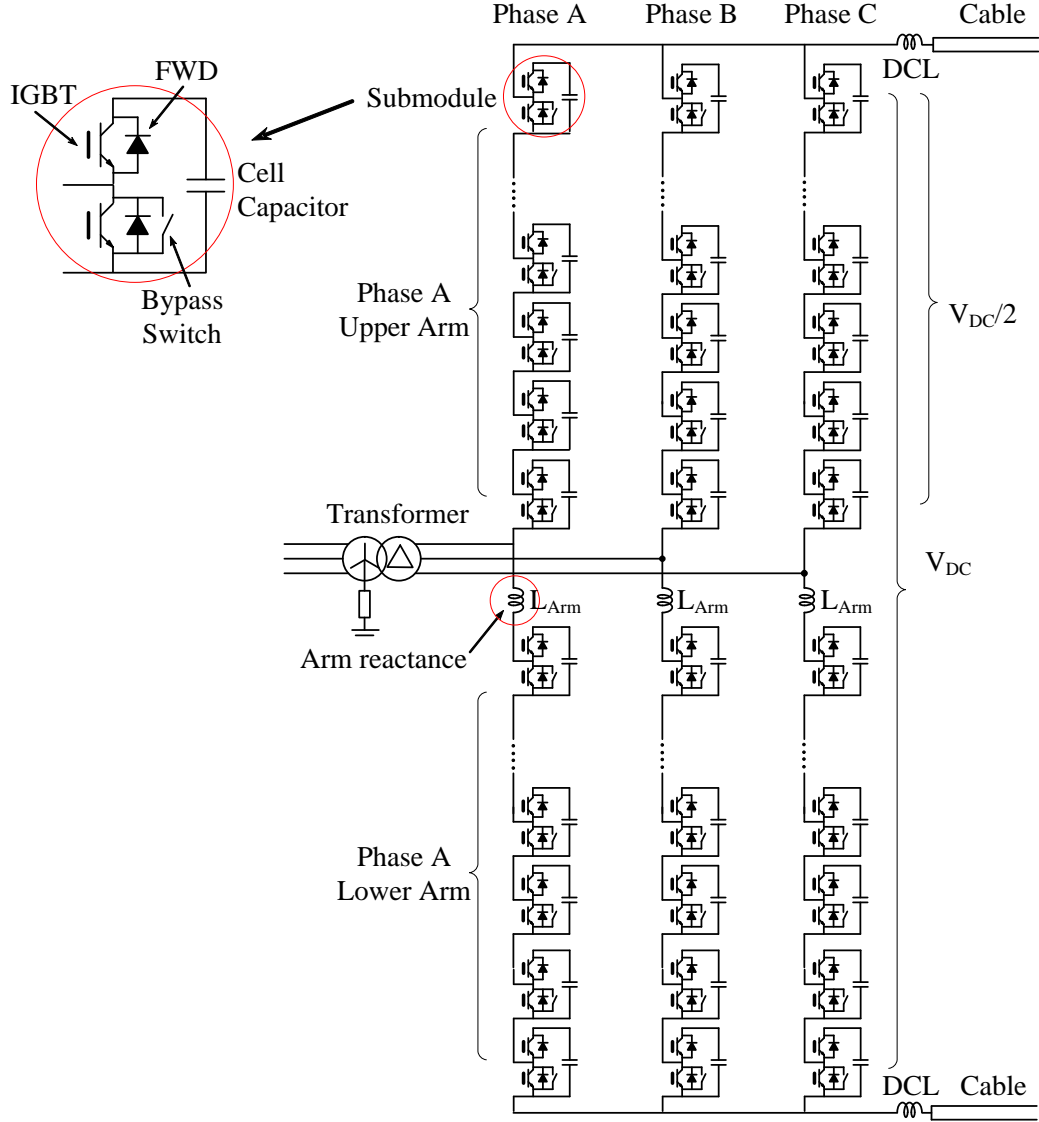 Phase A
Phase B
Phase C
Cable
DCL
FWD
IGBT
Submodule
Cell
Capacitor
Bypass
Switch
Phase A
Upper Arm
V_DC/2
Transformer
V_DC
L_Arm
L_Arm
L_Arm
Arm reactance
Phase A
Lower Arm
DCL
Cable